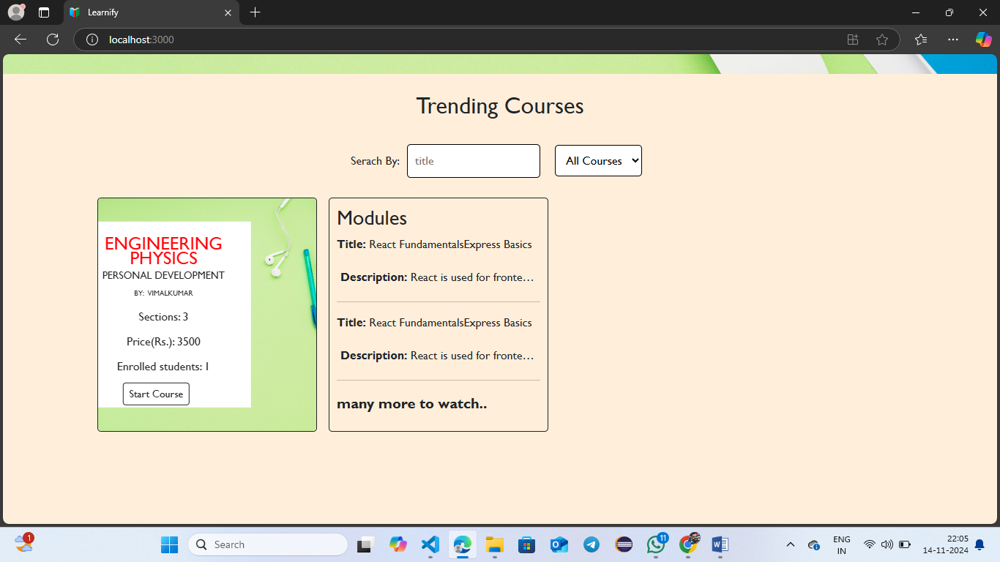 Learnify
localhost:3000
Trending Courses
Serach By:
title
All Courses
ENGINEERING
PHYSICS
PERSONAL DEVELOPMENT
BY: VIMALKUMAR
Sections: 3
Price(Rs.): 3500
Enrolled students: 1
Start Course
Modules
Title: React FundamentalsExpress Basics
Description: React is used for fronte…
Title: React FundamentalsExpress Basics
Description: React is used for fronte…
many more to watch..
1
Search
11
ENG
IN
22:05
14-11-2024